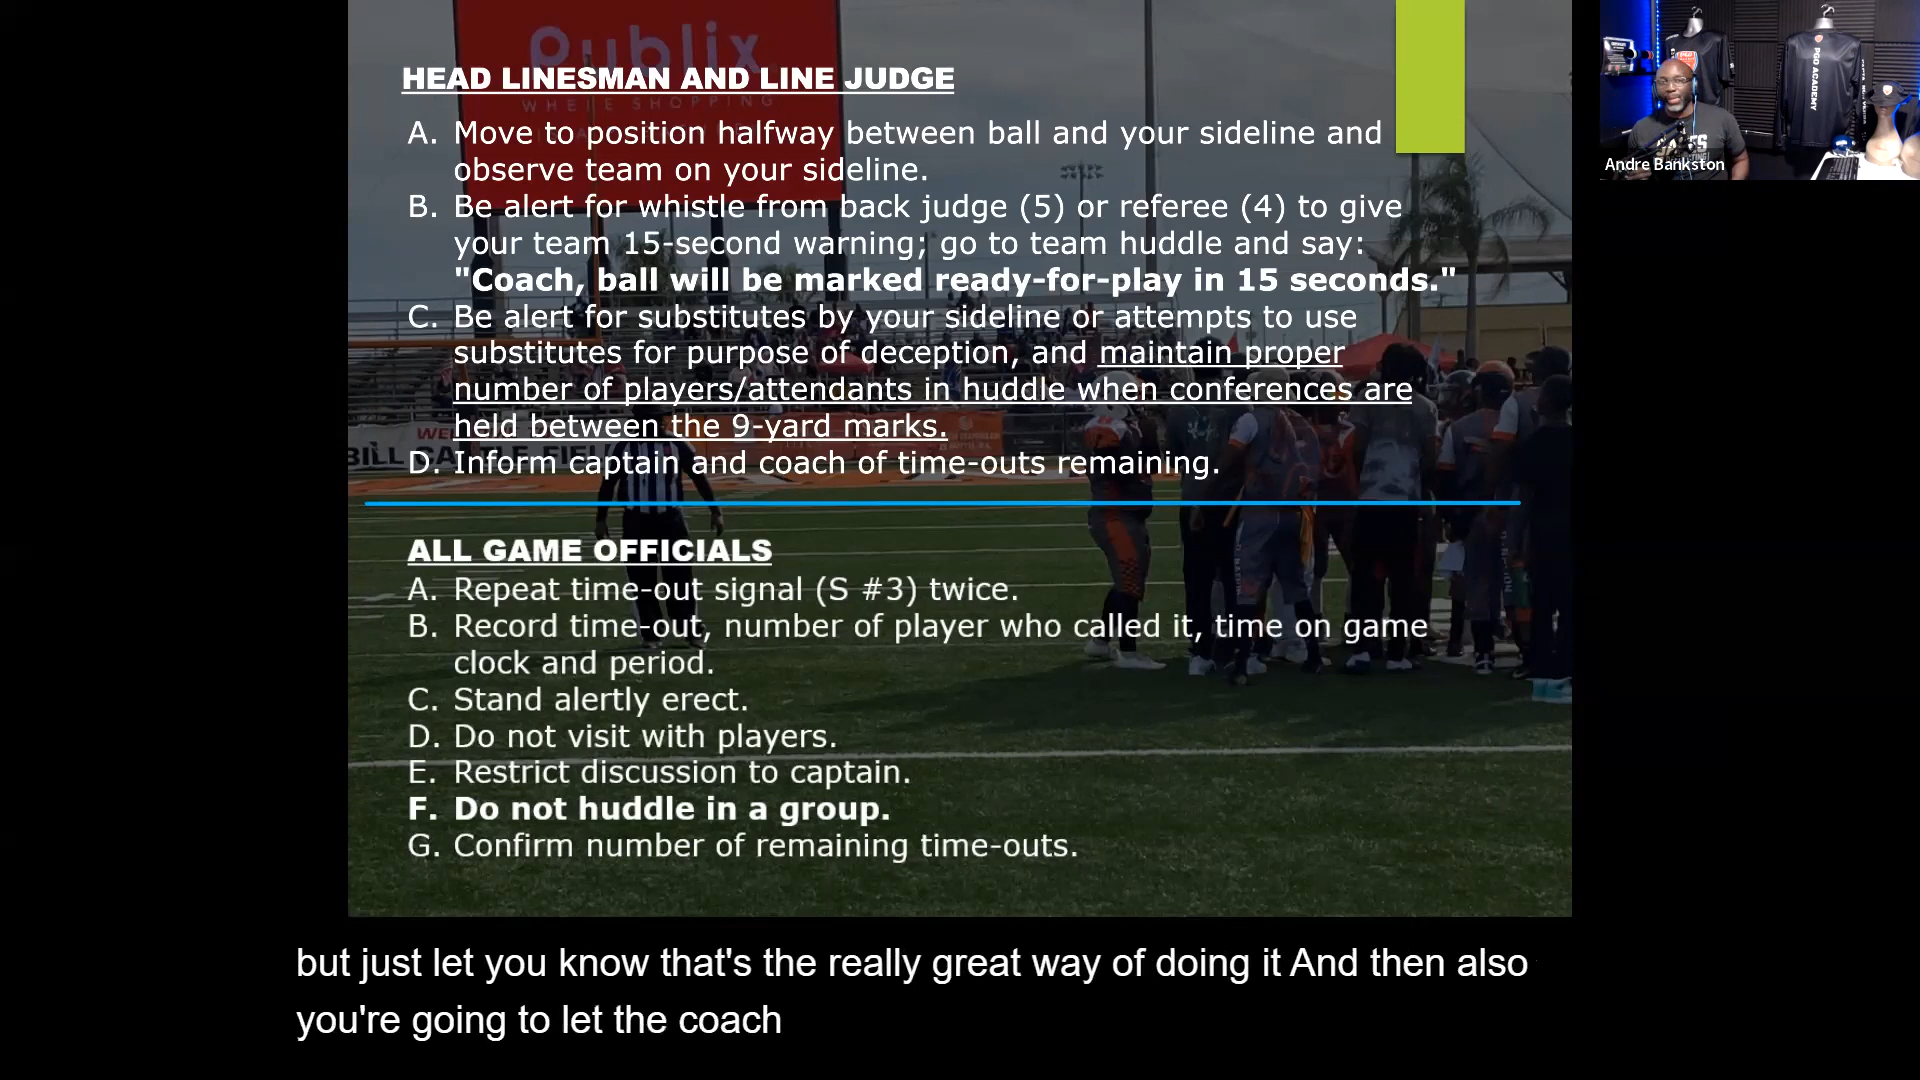 publix
WHERE SHOPPING
HEAD LINESMAN AND LINE JUDGE
A. Move to position halfway between ball and your sideline and
observe team on your sideline.
B. Be alert for whistle from back judge (5) or referee (4) to give
your team 15-second warning; go to team huddle and say:
"Coach, ball will be marked ready-for-play in 15 seconds."
C. Be alert for substitutes by your sideline or attempts to use
substitutes for purpose of deception, and maintain proper
number of players/attendants in huddle when conferences are
held between the 9-yard marks.
D. Inform captain and coach of time-outs remaining.
ALL GAME OFFICIALS
A. Repeat time-out signal (S #3) twice.
B. Record time-out, number of player who called it, time on game
clock and period.
C. Stand alertly erect.
D. Do not visit with players.
E. Restrict discussion to captain.
F. Do not huddle in a group.
G. Confirm number of remaining time-outs.
PGO ACADEMY
Andre Bankston
but just let you know that's the really great way of doing it And then also
you're going to let the coach